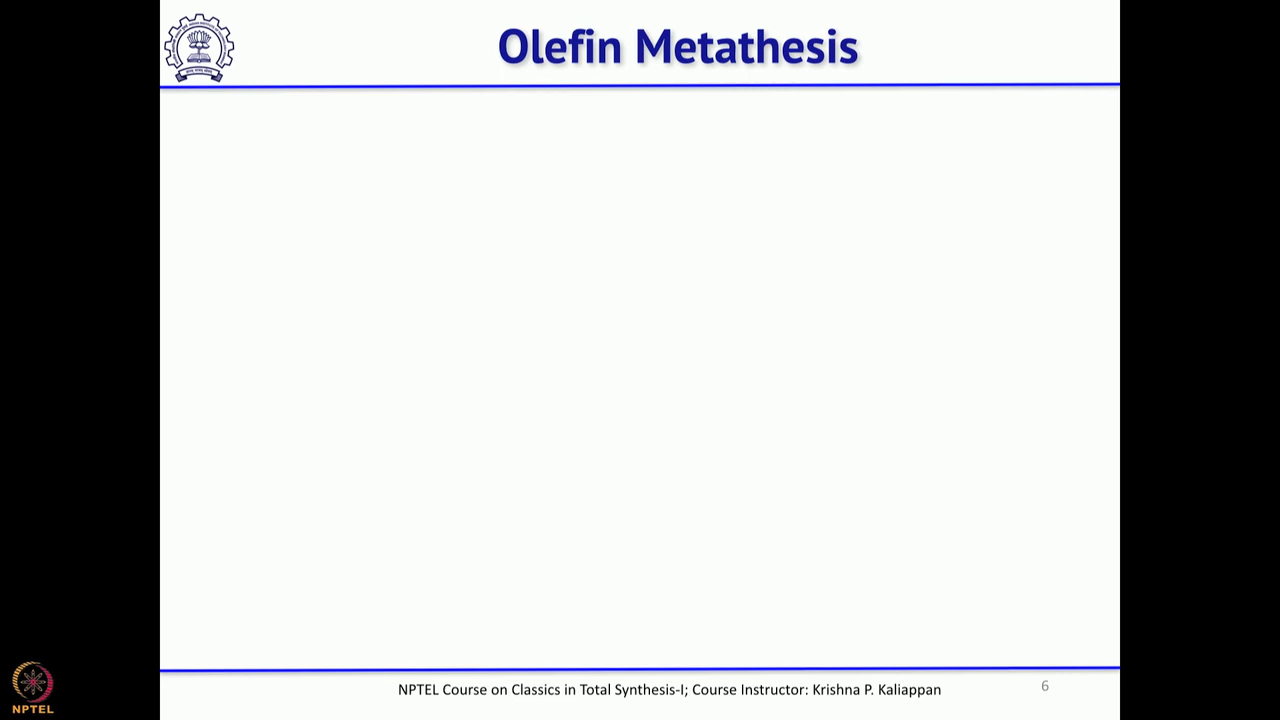 Olefin Metathesis
NPTEL Course on Classics in Total Synthesis-I; Course Instructor: Krishna P. Kaliappan
6
NPTEL